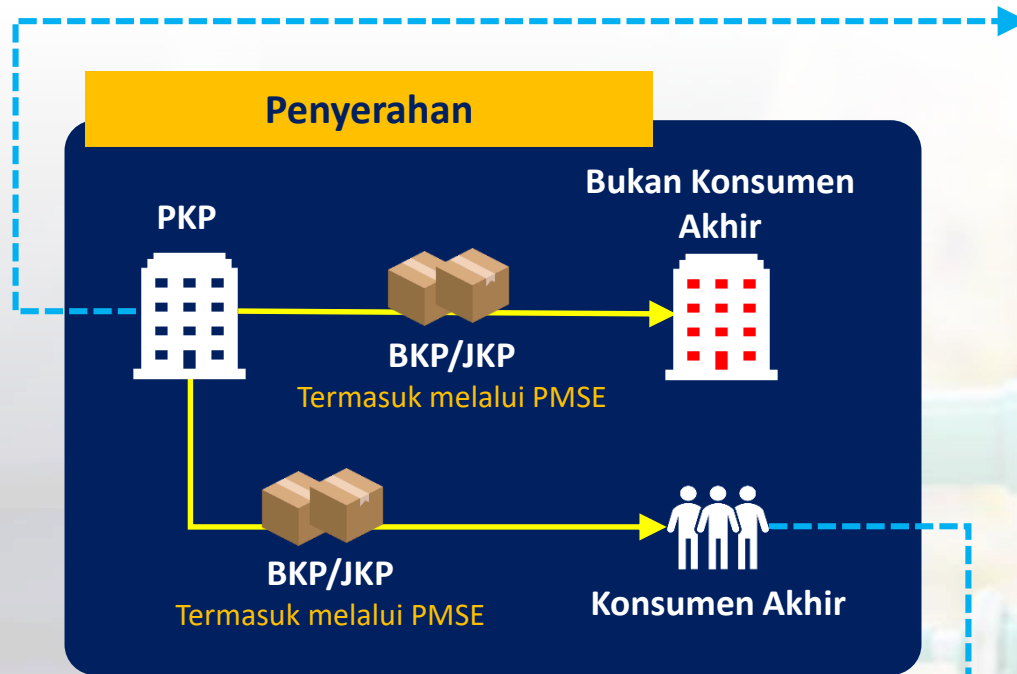 Penyerahan
PKP
Bukan Konsumen
Akhir
BKP/JKP
Termasuk melalui PMSE
BKP/JKP
Termasuk melalui PMSE
Konsumen Akhir